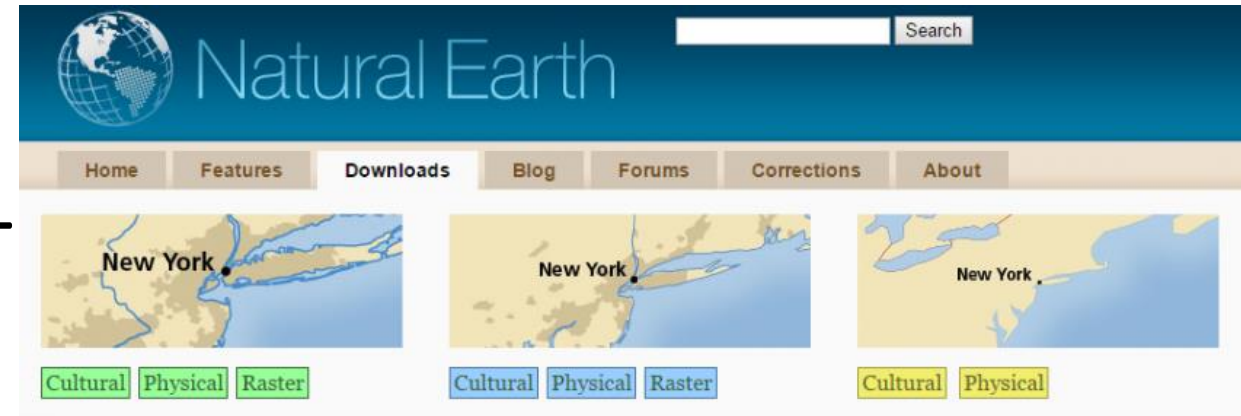 Natural Earth
Search
Home Features Downloads Blog Forums Corrections About
New York New York New York
Cultural Physical Raster Cultural Physical Raster Cultural Physical